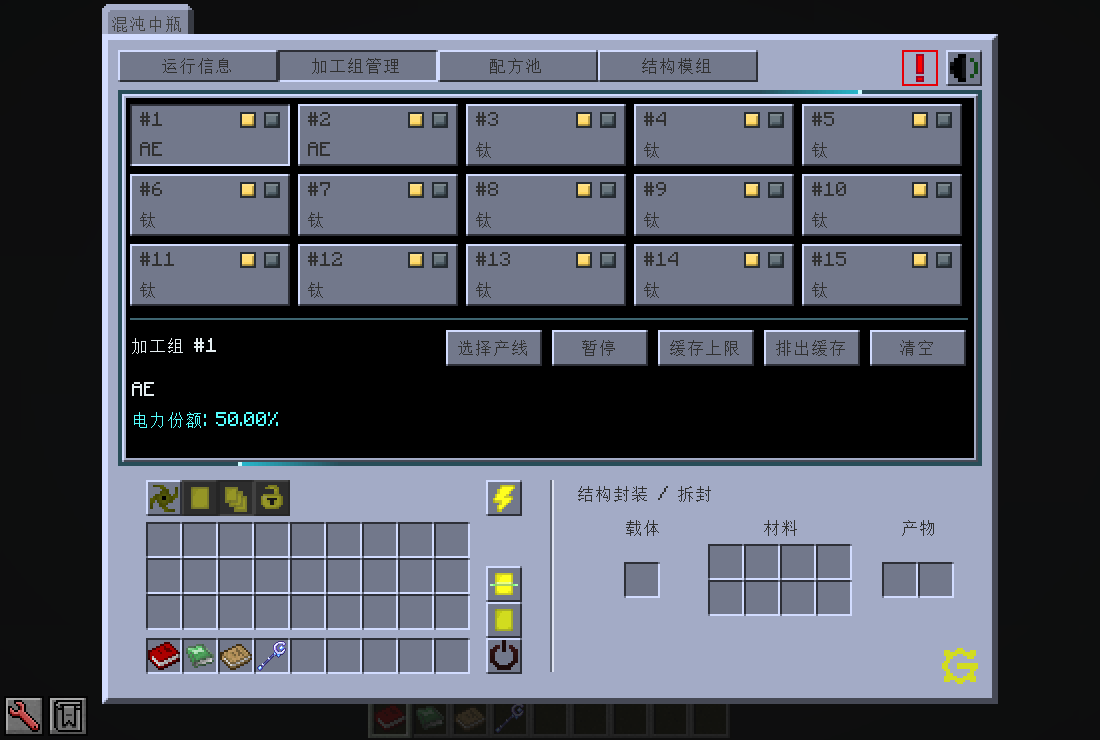 混沌中瓶
运行信息 加工组管理 配方池 结构模组
#1 #2 #3 #4 #5
AE AE 钛 钛 钛
#6 #7 #8 #9 #10
钛 钛 钛 钛 钛
#11 #12 #13 #14 #15
钛 钛 钛 钛 钛
加工组 #1 选择产线 暂停 缓存上限 排出缓存 清空
AE
电力份额: 50.00%
结构封装 / 拆封
载体 材料 产物